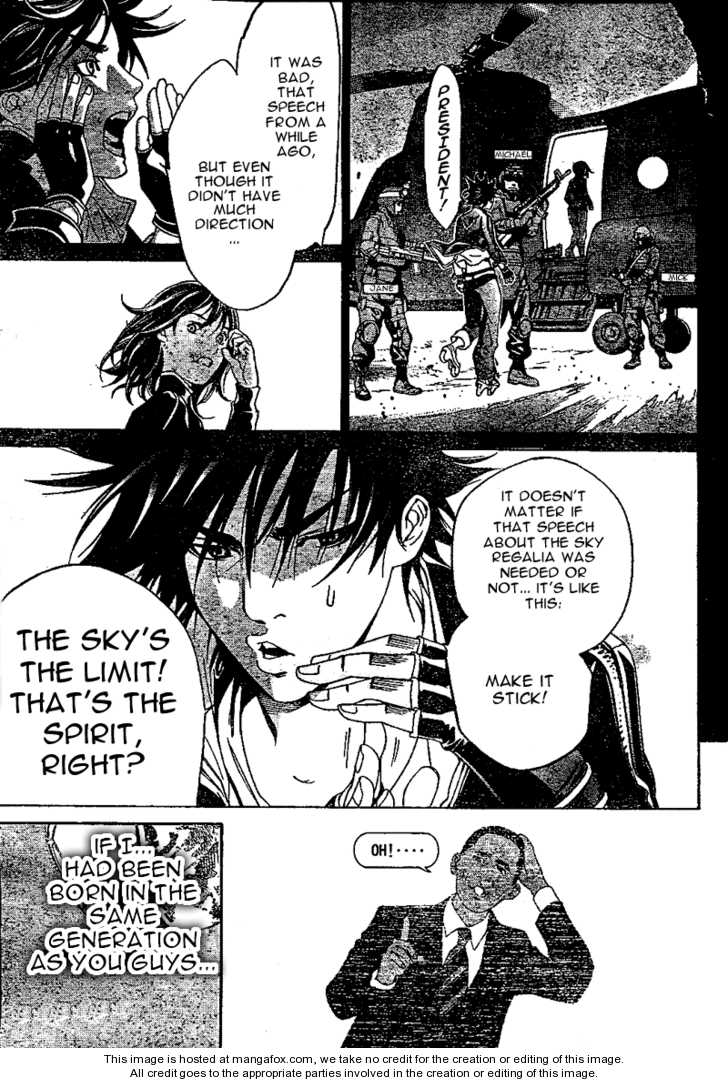 PRESIDENT!
MICHAEL
JANE
MICK
IT WAS
BAD,
THAT
SPEECH
FROM A
WHILE
AGO,
BUT EVEN
THOUGH IT
DIDN'T HAVE
MUCH
DIRECTION
...
IT DOESN'T
MATTER IF
THAT SPEECH
ABOUT THE SKY
REGALIA WAS
NEEDED OR
NOT... IT'S LIKE
THIS:
MAKE IT
STICK!
THE SKY'S
THE LIMIT!
THAT'S THE
SPIRIT,
RIGHT?
OH!····
IF I...
HAD BEEN
BORN IN THE
SAME
GENERATION
AS YOU GUYS...
This image is hosted at mangafox.com, we take no credit for the creation or editing of this image.
All credit goes to the appropriate parties involved in the creation or editing of this image.